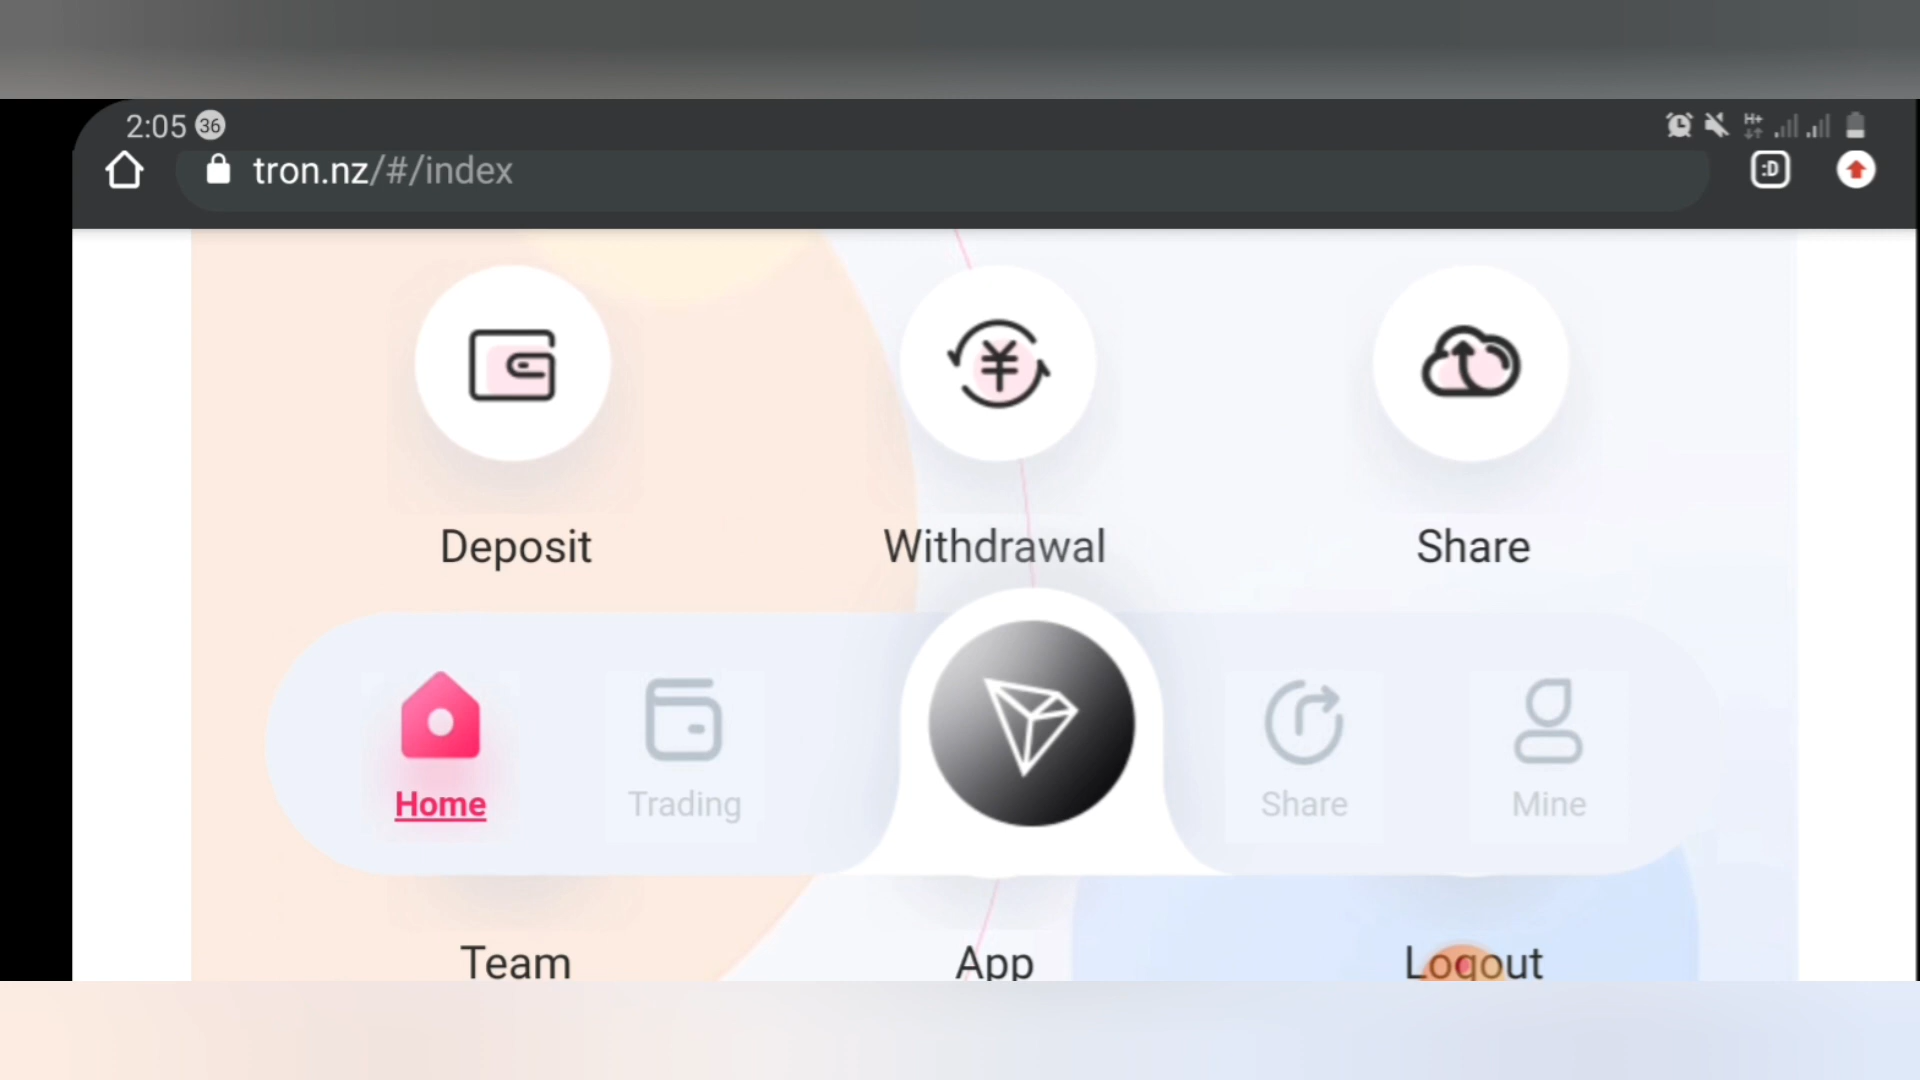 2:05 36
H+
tron.nz/#/index :D
¥
Deposit Withdrawal Share
Home Trading Share Mine
Team App Logout